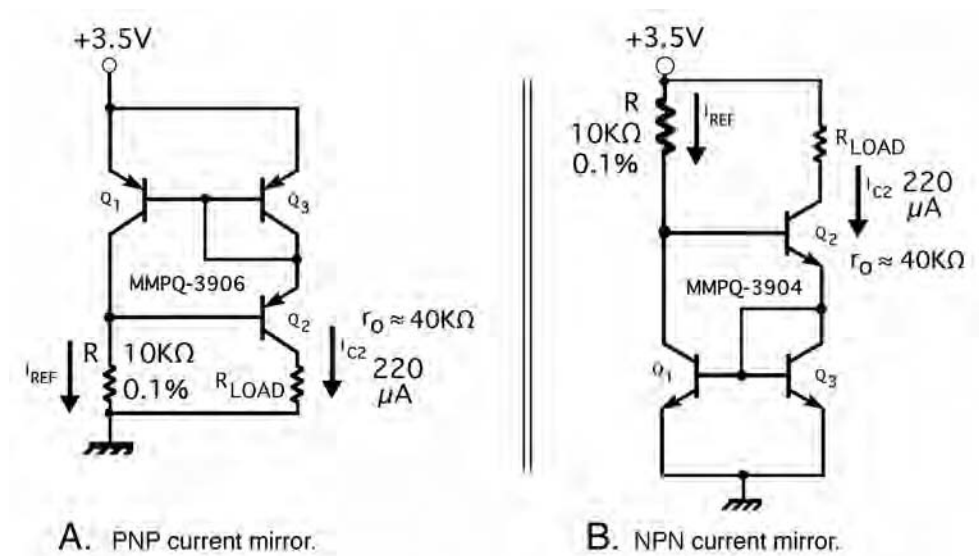 +3.5V
Q1
Q3
MMPQ-3906
Q2
rO ≈ 40KΩ
iREF
R
10KΩ
0.1%
RLOAD
iC2
220
μA
A. PNP current mirror.
+3.5V
R
10KΩ
0.1%
iREF
RLOAD
iC2
220
μA
Q2
rO ≈ 40KΩ
MMPQ-3904
Q1
Q3
B. NPN current mirror.